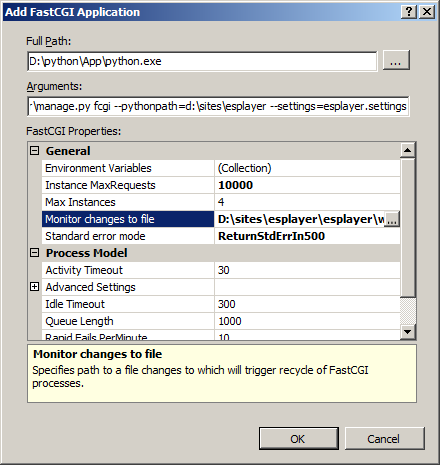 Add FastCGI Application
Full Path:
D:\python\App\python.exe
...
Arguments:
\manage.py fcgi --pythonpath=d:\sites\esplayer --settings=esplayer.settings
FastCGI Properties:
General
Environment Variables (Collection)
Instance MaxRequests 10000
Max Instances 4
Monitor changes to file D:\sites\esplayer\esplayer\w ...
Standard error mode ReturnStdErrIn500
Process Model
Activity Timeout 30
Advanced Settings
Idle Timeout 300
Queue Length 1000
Rapid Fails PerMinute 10
Monitor changes to file
Specifies path to a file changes to which will trigger recycle of FastCGI
processes.
OK Cancel